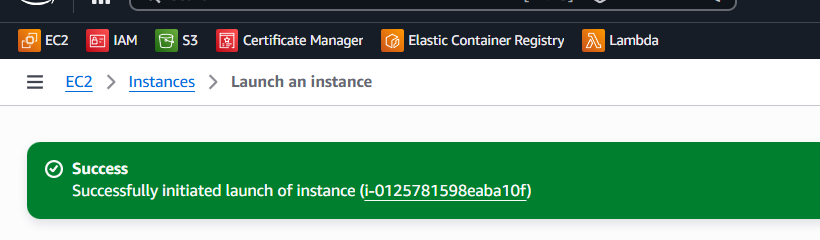 EC2 IAM S3 Certificate Manager Elastic Container Registry Lambda
EC2 > Instances > Launch an instance
Success
Successfully initiated launch of instance (i-0125781598eaba10f)